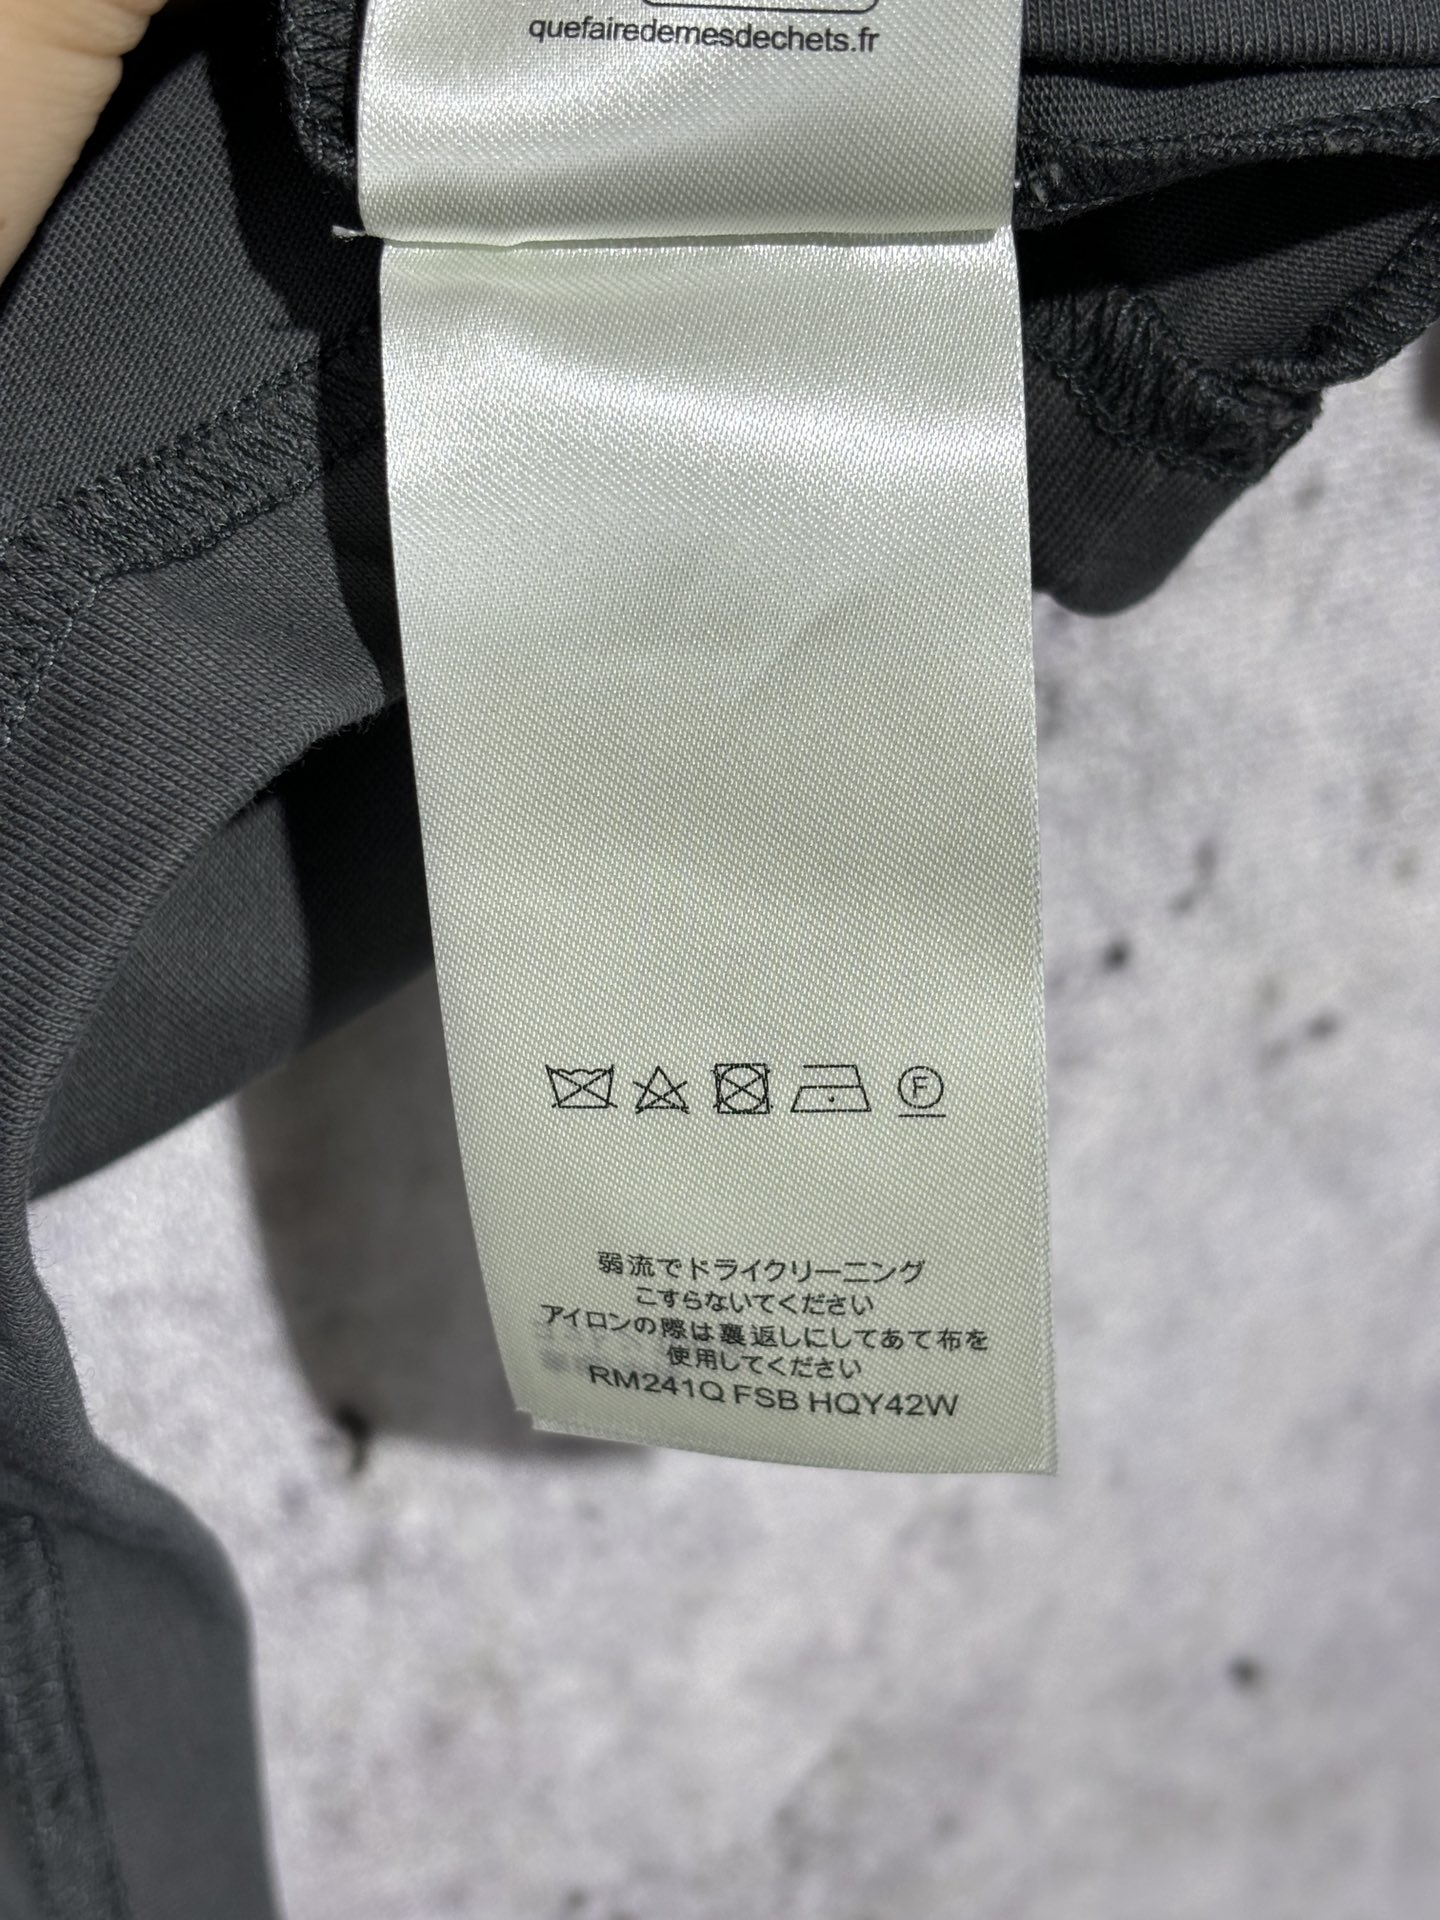 quefairedemesdechets.fr
F
弱流でドライクリーニング
こすらないてください
アイロンの際は裏返しにしてあて布を
使用してください
RM241Q FSB HQY42W